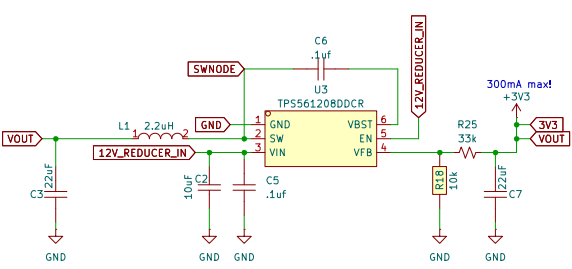 C6
.1uf
SWNODE
12V_REDUCER_IN
U3
TPS561208DDCR
300mA max!
+3V3
GND
1
GND
VBST
6
3V3
VOUT
L1
2.2uH
1
2
2
SW
EN
5
R25
33k
VOUT
12V_REDUCER_IN
3
VIN
VFB
4
22uF
C3
10uF
C2
C5
.1uf
R18
10k
22uF
C7
GND
GND
GND
GND
GND